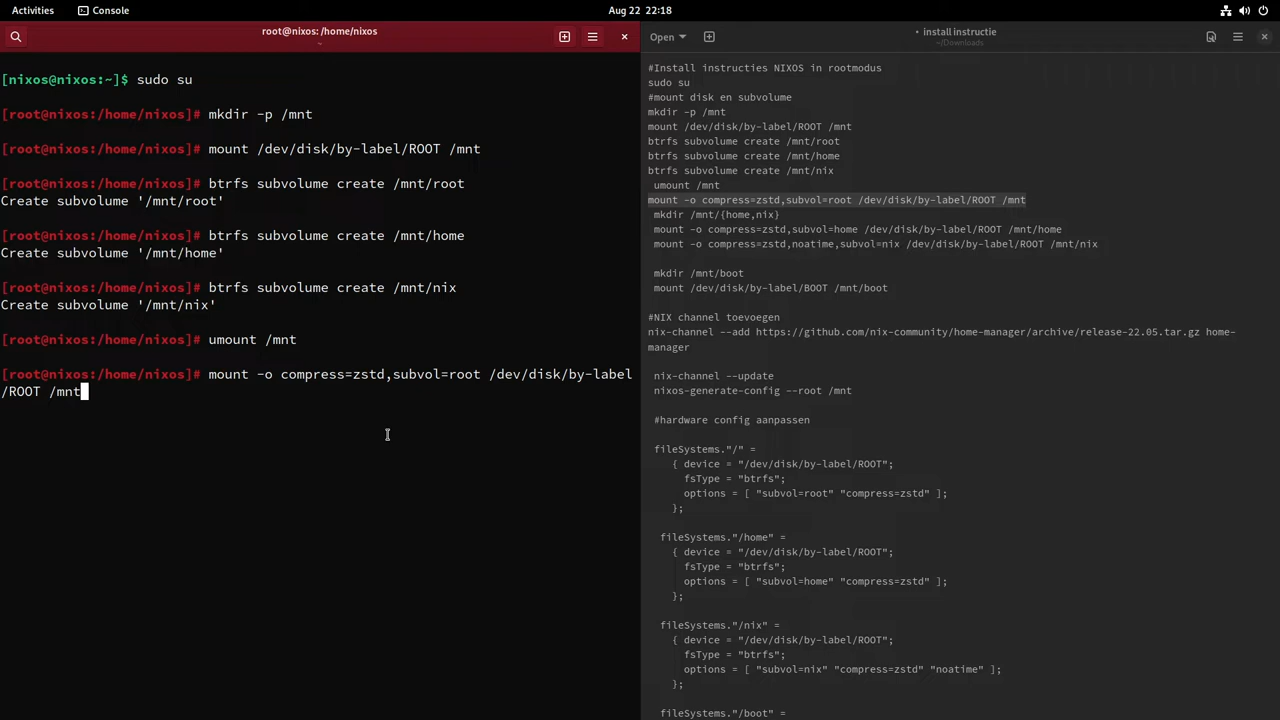 Activities
Console
Aug 22 22:18
root@nixos: /home/nixos
~
[nixos@nixos:~]$ sudo su
[root@nixos:/home/nixos]# mkdir -p /mnt
[root@nixos:/home/nixos]# mount /dev/disk/by-label/ROOT /mnt
[root@nixos:/home/nixos]# btrfs subvolume create /mnt/root
Create subvolume '/mnt/root'
[root@nixos:/home/nixos]# btrfs subvolume create /mnt/home
Create subvolume '/mnt/home'
[root@nixos:/home/nixos]# btrfs subvolume create /mnt/nix
Create subvolume '/mnt/nix'
[root@nixos:/home/nixos]# umount /mnt
[root@nixos:/home/nixos]# mount -o compress=zstd,subvol=root /dev/disk/by-label
/ROOT /mnt
Open
• install instructie
~/Downloads
#Install instructies NIXOS in rootmodus
sudo su
#mount disk en subvolume
mkdir -p /mnt
mount /dev/disk/by-label/ROOT /mnt
btrfs subvolume create /mnt/root
btrfs subvolume create /mnt/home
btrfs subvolume create /mnt/nix
umount /mnt
mount -o compress=zstd,subvol=root /dev/disk/by-label/ROOT /mnt
mkdir /mnt/{home,nix}
mount -o compress=zstd,subvol=home /dev/disk/by-label/ROOT /mnt/home
mount -o compress=zstd,noatime,subvol=nix /dev/disk/by-label/ROOT /mnt/nix
mkdir /mnt/boot
mount /dev/disk/by-label/BOOT /mnt/boot
#NIX channel toevoegen
nix-channel --add https://github.com/nix-community/home-manager/archive/release-22.05.tar.gz home-
manager
nix-channel --update
nixos-generate-config --root /mnt
#hardware config aanpassen
fileSystems."/" =
{ device = "/dev/disk/by-label/ROOT";
fsType = "btrfs";
options = [ "subvol=root" "compress=zstd" ];
};
fileSystems."/home" =
{ device = "/dev/disk/by-label/ROOT";
fsType = "btrfs";
options = [ "subvol=home" "compress=zstd" ];
};
fileSystems."/nix" =
{ device = "/dev/disk/by-label/ROOT";
fsType = "btrfs";
options = [ "subvol=nix" "compress=zstd" "noatime" ];
};
fileSystems."/boot" =